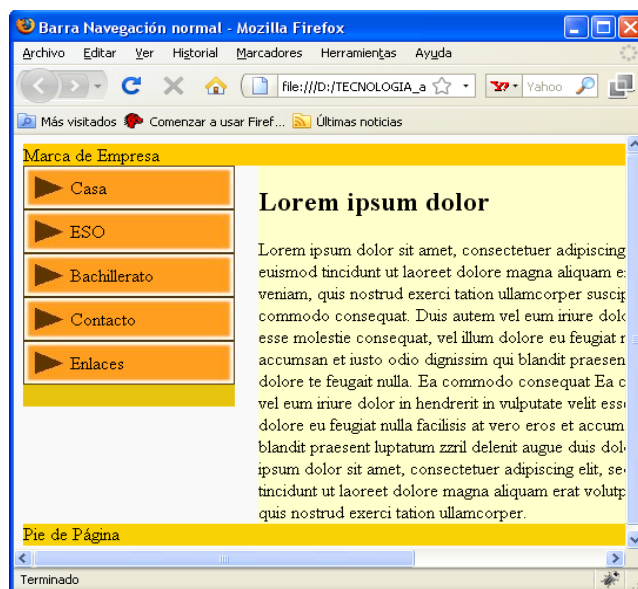 Barra Navegación normal - Mozilla Firefox
Archivo Editar Ver Historial Marcadores Herramientas Ayuda
file:///D:/TECNOLOGIA_a Yahoo
Más visitados Comenzar a usar Firef... Últimas noticias
Marca de Empresa
Casa
ESO
Bachillerato
Contacto
Enlaces
Lorem ipsum dolor
Lorem ipsum dolor sit amet, consectetuer adipiscing
euismod tincidunt ut laoreet dolore magna aliquam
veniam, quis nostrud exerci tation ullamcorper suscip
commodo consequat. Duis autem vel eum iriure dolo
esse molestie consequat, vel illum dolore eu feugiat
accumsan et iusto odio dignissim qui blandit praesen
dolore te feugait nulla. Ea commodo consequat Ea c
vel eum iriure dolor in hendrerit in vulputate velit esse
dolore eu feugiat nulla facilisis at vero eros et accum
blandit praesent luptatum zzril delenit augue duis dol
ipsum dolor sit amet, consectetuer adipiscing elit, se
tincidunt ut laoreet dolore magna aliquam erat volutp
quis nostrud exerci tation ullamcorper.
Pie de Página
Terminado